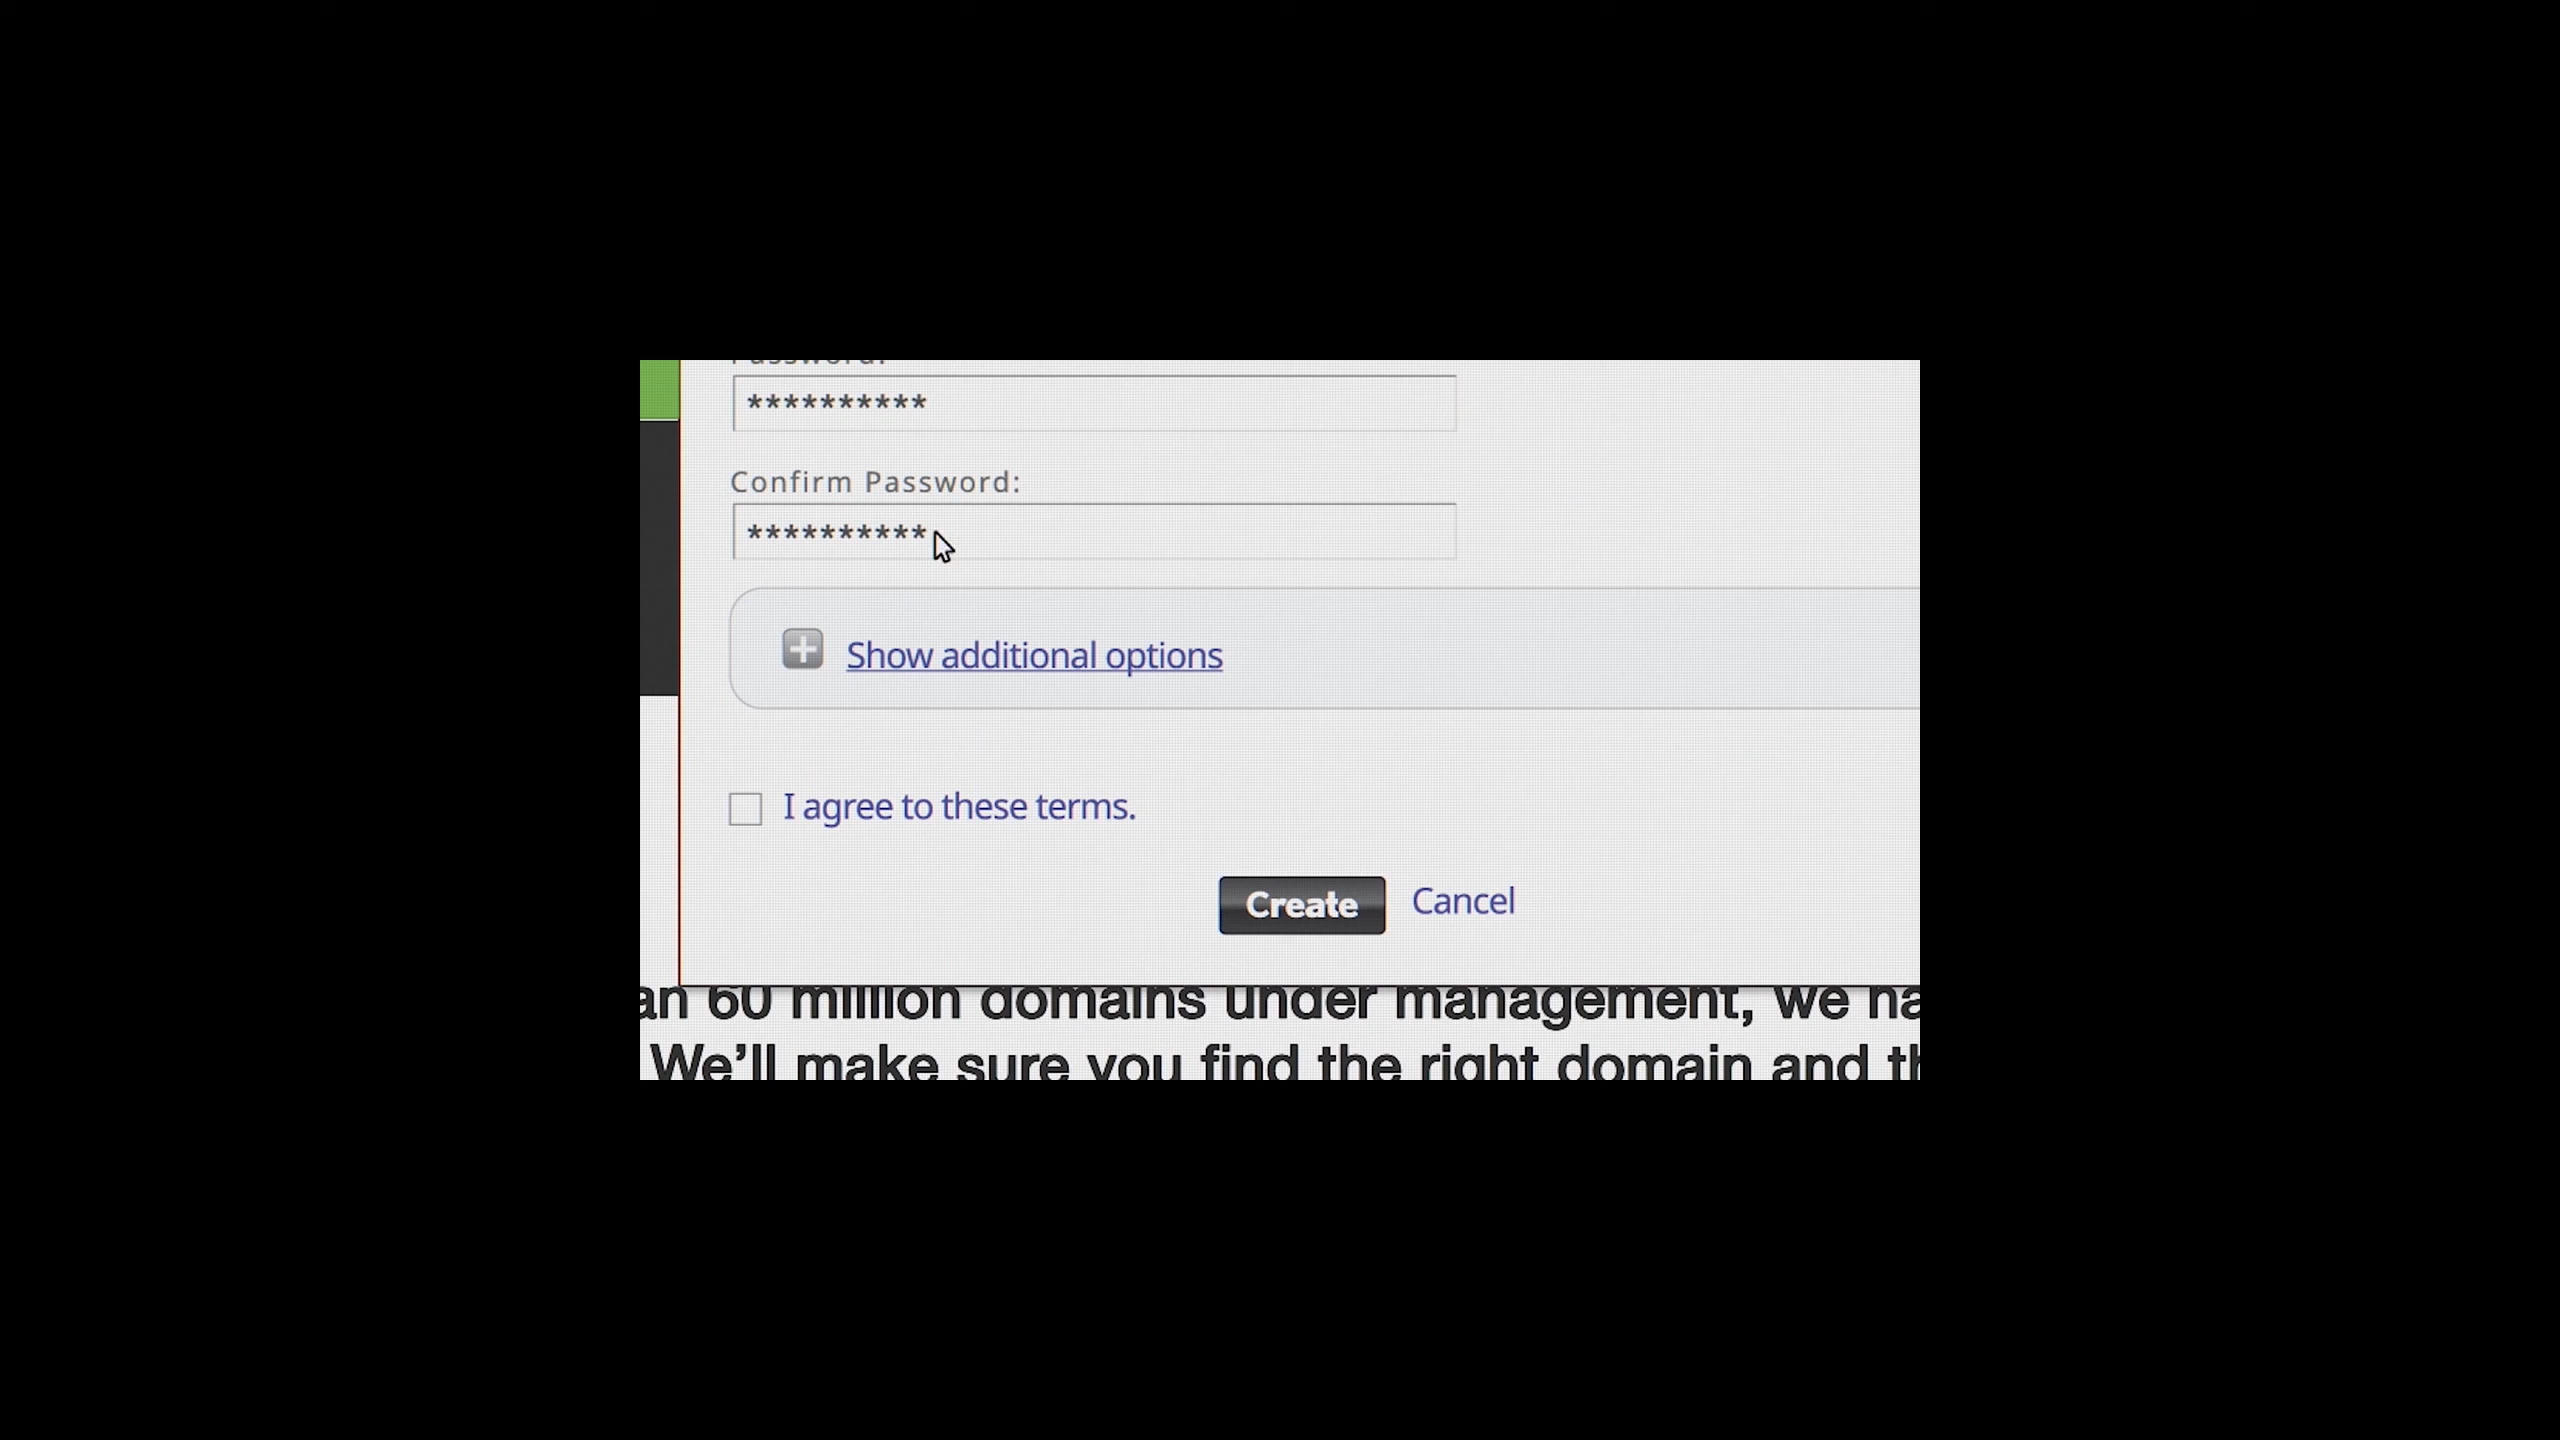 Password:
**********
Confirm Password:
**********
Show additional options
I agree to these terms.
Create Cancel
an 60 million domains under management, we ha
We’ll make sure you find the right domain and th